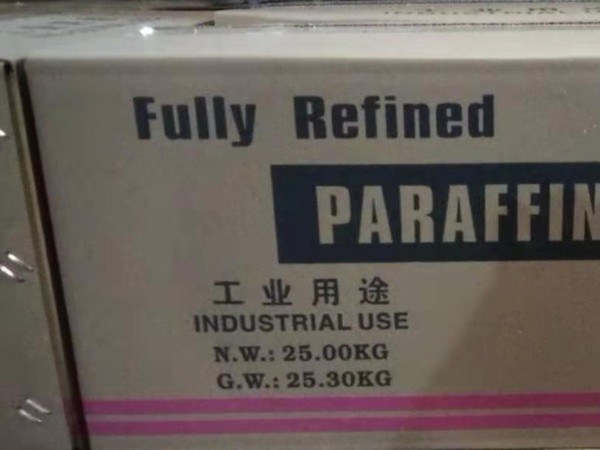 Fully Refined
PARAFFIN
工业用途
INDUSTRIAL USE
N.W.: 25.00KG
G.W.: 25.30KG